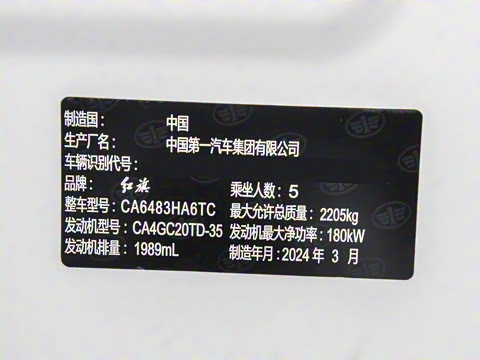 制造国： 中国
生产厂名： 中国第一汽车集团有限公司
车辆识别代号：
品牌： 红旗 乘坐人数：5
整车型号：CA6483HA6TC 最大允许总质量：2205kg
发动机型号：CA4GC20TD-35 发动机最大净功率：180kW
发动机排量：1989mL 制造年月：2024 年 3 月